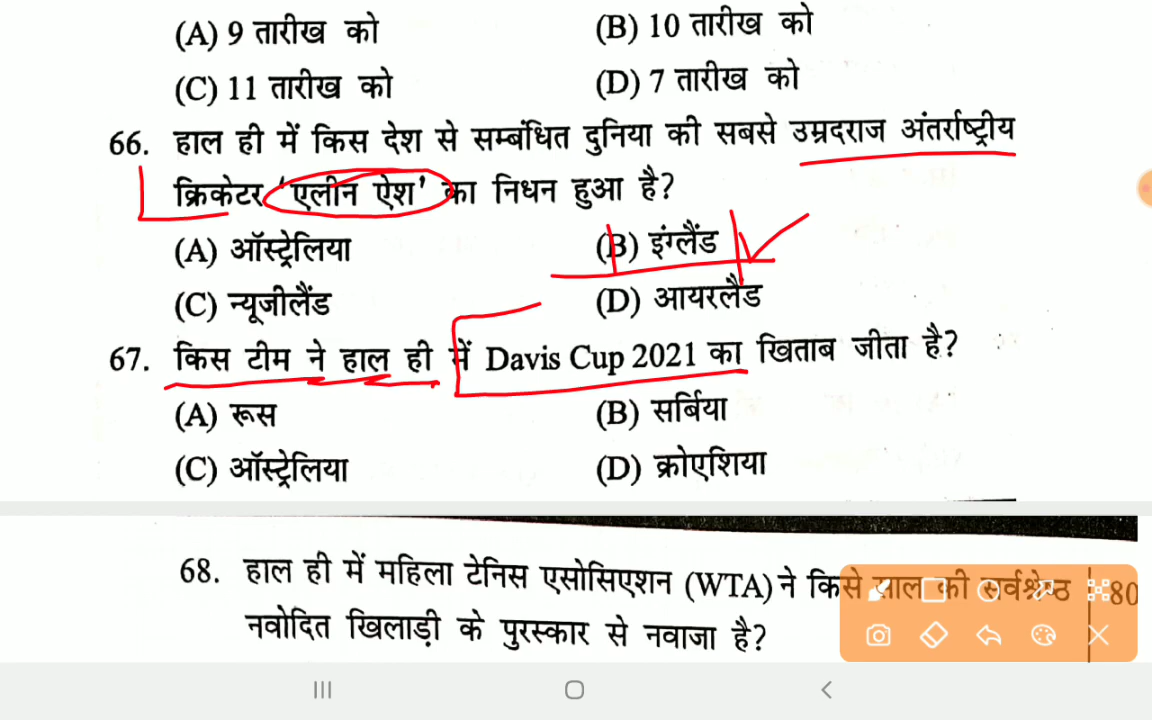 (A) 9 तारीख को (B) 10 तारीख को
(C) 11 तारीख को (D) 7 तारीख को
66. हाल ही में किस देश से सम्बंधित दुनिया की सबसे उम्रदराज अंतर्राष्ट्रीय
क्रिकेटर 'एलीन ऐश' का निधन हुआ है?
(A) ऑस्ट्रेलिया (B) इंग्लैंड
(C) न्यूजीलैंड (D) आयरलैंड
67. किस टीम ने हाल ही में Davis Cup 2021 का खिताब जीता है?
(A) रूस (B) सर्बिया
(C) ऑस्ट्रेलिया (D) क्रोएशिया
68. हाल ही में महिला टेनिस एसोसिएशन (WTA) ने किसे साल की सर्वश्रेष्ठ 80
नवोदित खिलाड़ी के पुरस्कार से नवाजा है?